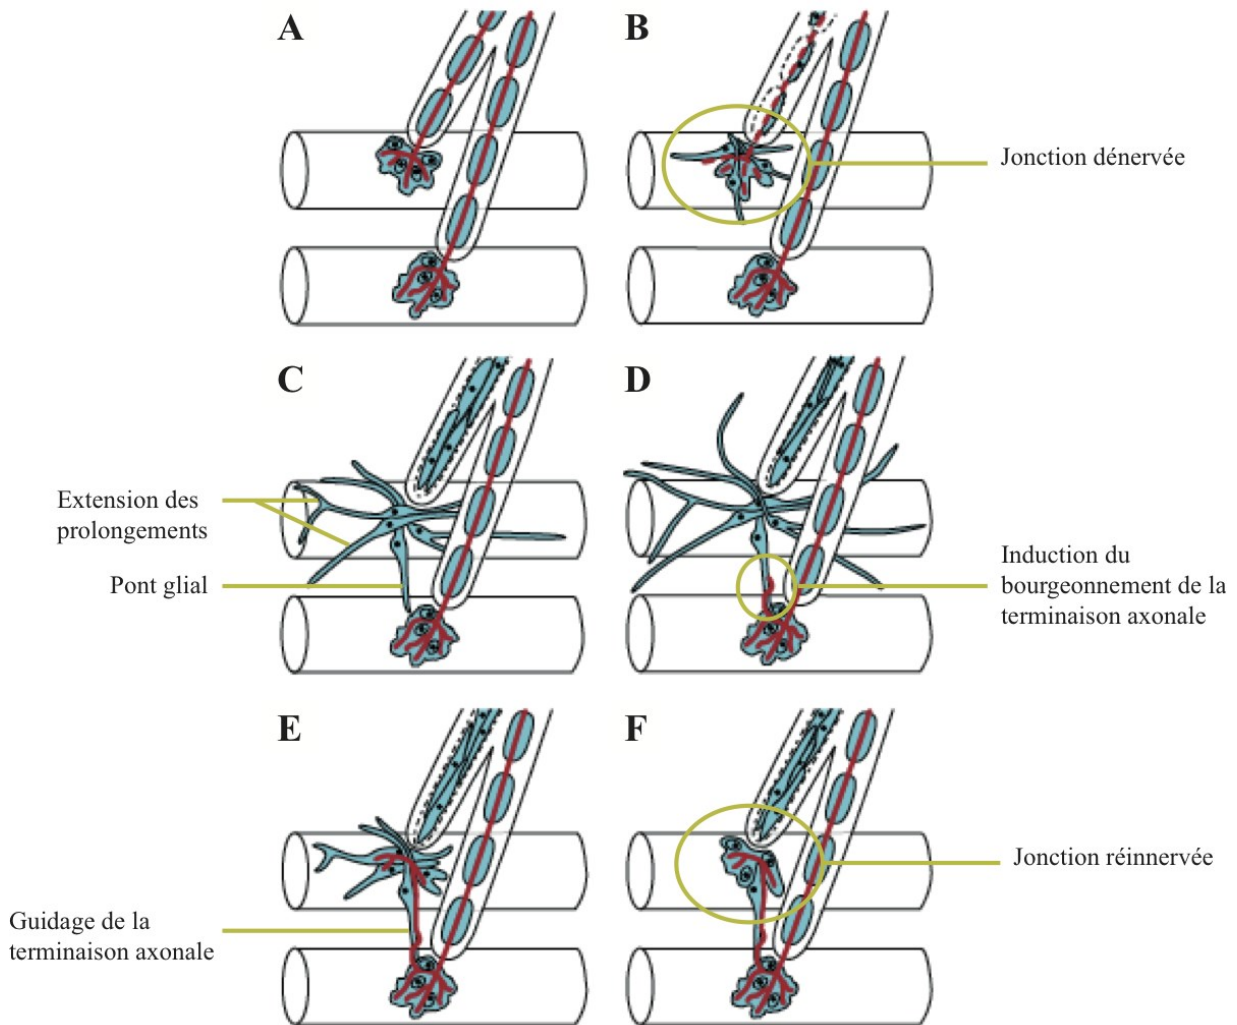 A
B
Jonction dénervée
C
D
Extension des
prolongements
Pont glial
Induction du
bourgeonnement de la
terminaison axonale
E
F
Jonction réinnervée
Guidage de la
terminaison axonale